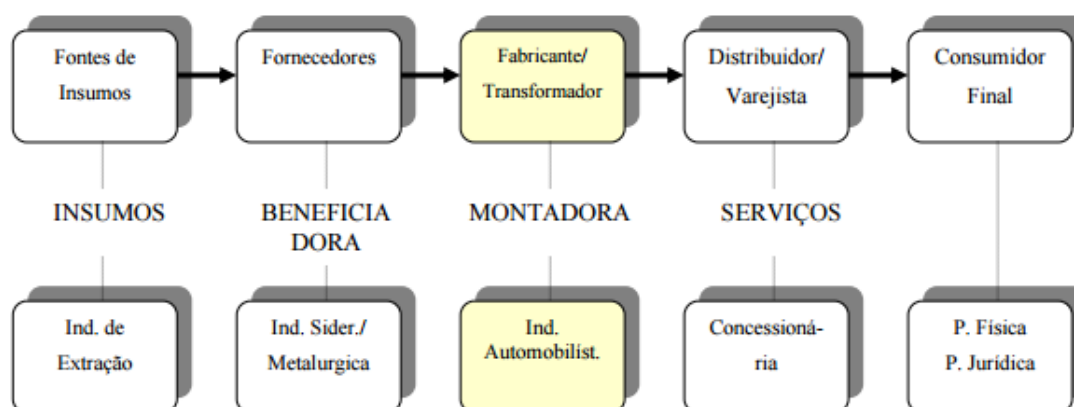 Fontes de
Insumos
Fornecedores
Fabricante/
Transformador
Distribuidor/
Varejista
Consumidor
Final
INSUMOS
BENEFICIA
DORA
MONTADORA
SERVIÇOS
Ind. de
Extração
Ind. Sider./
Metalurgica
Ind.
Automobilíst.
Concessioná-
ria
P. Física
P. Jurídica